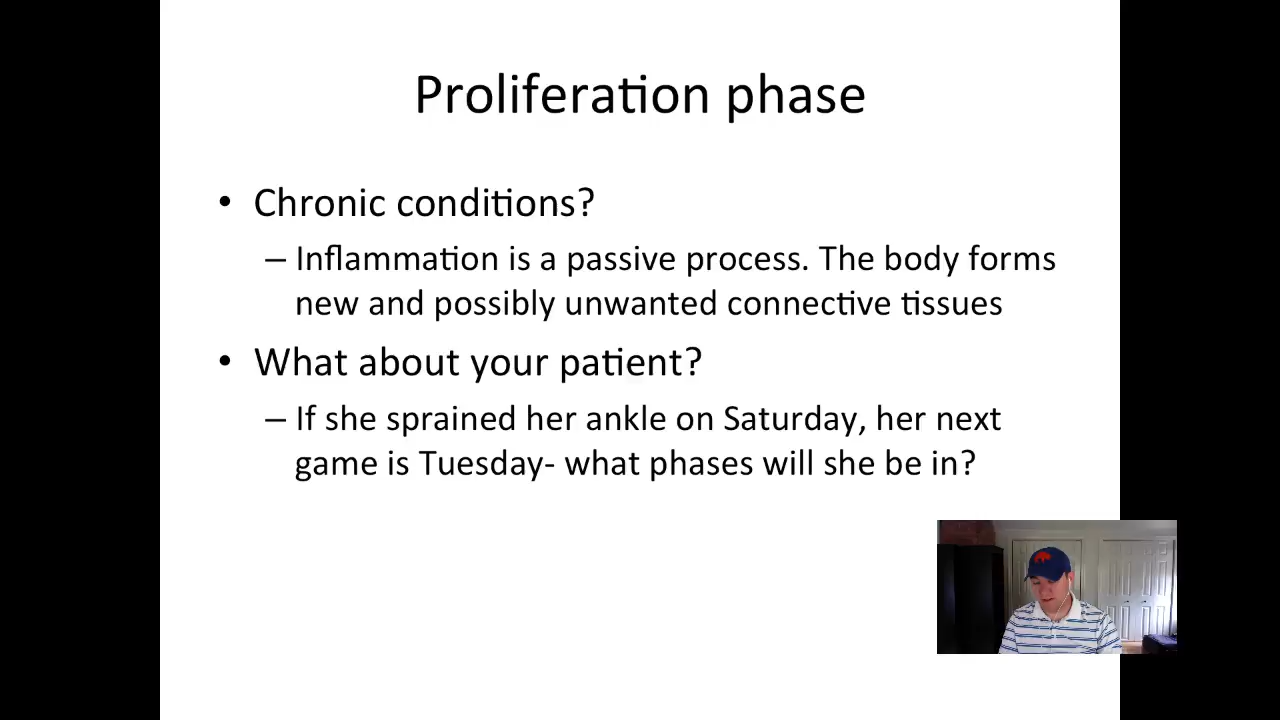 Proliferation phase
• Chronic conditions?
– Inflammation is a passive process. The body forms
new and possibly unwanted connective tissues
• What about your patient?
– If she sprained her ankle on Saturday, her next
game is Tuesday- what phases will she be in?